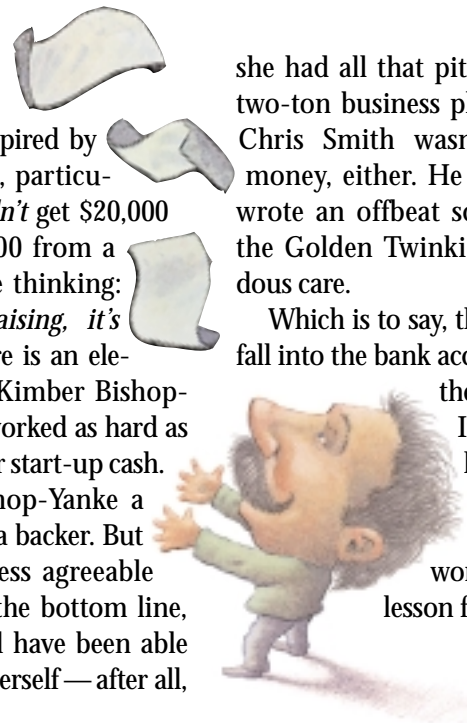 pired by
, particu-
n't get $20,000
00 from a
e thinking:
aising, it's
re is an ele-
Kimber Bishop-
worked as hard as
r start-up cash.
hop-Yanke a
a backer. But
ess agreeable
the bottom line,
d have been able
erself — after all,
she had all that pit
two-ton business pl
Chris Smith wasn
money, either. He
wrote an offbeat sc
the Golden Twinki
dous care.
Which is to say, th
fall into the bank acc
the
I
wor
lesson f